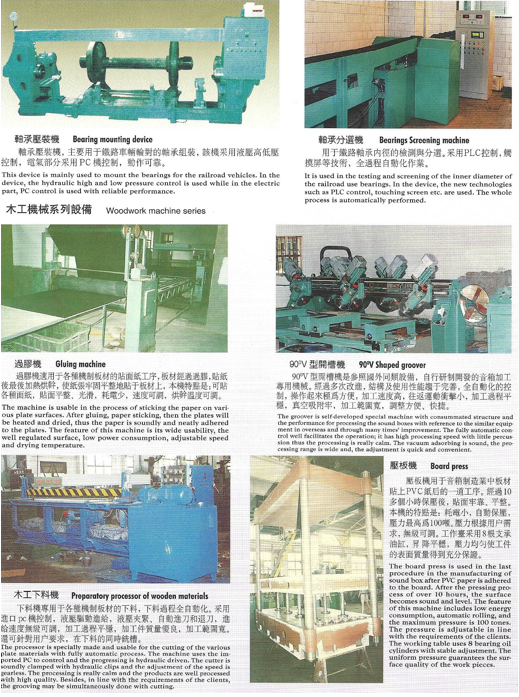 軸承壓裝機 Bearing mounting device
軸承壓裝機，主要用于鐵路車輛輪對的軸承組裝，該機采用液壓高低壓
控制，電氣部分采用PC機控制，動作可靠。
This device is mainly used to mount the bearings for the railroad vehicles. In the
device, the hydraulic high and low pressure control is used while in the electric
part, PC control is used with reliable performance.
軸承分選機 Bearings Screening machine
用于鐵路軸承内徑的檢測與分選。采用PLC控制，觸
摸屏等技術，全過程自動化作業。
It is used in the testing and screening of the inner diameter of
the railroad use bearings. In the device, the new technologies
such as PLC control, touching screen etc. are used. The whole
process is automatically performed.
木工機械系列設備 Woodwork machine series
過膠機 Gluing machine
過膠機適用于各種機制板材的貼面紙工序，板材經過過膠，貼紙
後最後加熱烘幹，使紙張牢固平整地貼于板材上，本機特點是：可貼
各種面紙，貼面平整、光滑，耗電少，速度可調，烘幹溫度可調。
The machine is usable in the process of sticking the paper on vari-
ous plate surfaces. After gluing, paper sticking, then the plates will
be heated and dried, thus the paper is soundly and neatly adhered
to the plates. The feature of this machine is its wide usability, the
well regulated surface, low power consumption, adjustable speed
and drying temperature.
90°V型開槽機 90°V Shaped groover
90°V型開槽機是參照國外同類設備，自行研制開發的音箱加工
專用機械，經過多次改進，結構及使用性能趨于完善，全自動化的控
制，操作起來極爲方便，加工速度高，往返運動衝擊小，加工過程平
穩，真空吸附牢，加工範圍寬，調整方便、快捷。
The groover is self-developed special machine with consummated structure and
the performance for processing the sound boxes with reference to the similar equip-
ment in overseas and through many times' improvement. The fully automatic con-
trol well facilitates the operation; it has high processing speed with little percus-
sion thus the processing is really calm. The vacuum adsorbing is sound, the pro-
cessing range is wide and, the adjustment is quick and convenient.
壓板機 Board press
壓板機用于音箱制造業中板材
貼上PVC紙后的一道工序。經過10
多個小時保壓後，貼面牢靠、平整。
本機的特點是：耗電小，自動保壓，
壓力最高爲100噸。壓力根據用户需
求，無級可調。工作臺采用8根支承
油缸，昇降平穩，壓力均匀使工件
的表面質量得到充分保證。
The board press is used in the last
procedure in the manufacturing of
sound box after PVC paper is adhered
to the board. After the pressing pro-
cess of over 10 hours, the surface
becomes sound and level. The feature
of this machine includes low energy
consumption, automatic rolling, and
the maximum pressure is 100 tones.
The pressure is adjustable in line
with the requirements of the clients.
The working table uses 8 bearing oil
cylinders with stable adjustment. The
uniform pressure guarantees the sur-
face quality of the work picces.
木工下料機 Preparatory processor of wooden materials
下料機專用于各種機制板材的下料，下料過程全自動化，采用
進口pc機控制，液壓驅動進給、液壓夾緊、自動進刀和退刀，進
給速度無級可調，加工過程平穩，加工件質量優良，加工範圍寬，
還可針對用户要求，在下料的同時銑槽。
The processor is specially made and usable for the cutting of the various
plate materials with fully automatic process. The machine uses the im-
ported PC to control and the progressing is hydraulic driven. The cutter is
soundly clamped with hydraulic clips and the adjustment of the speed is
gearless. The processing is really calm and the products are well processed
with high quality. Besides, in line with the requirements of the clients,
the grooving may be simultaneously done with cutting.